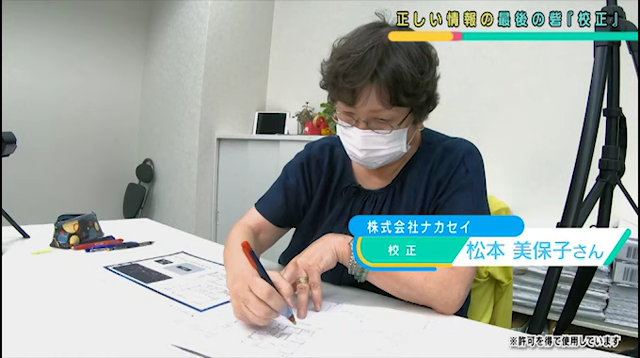 正しい情報の最後の砦「校正」
株式会社ナカセイ
校正 松本 美保子さん
※許可を得て使用しています